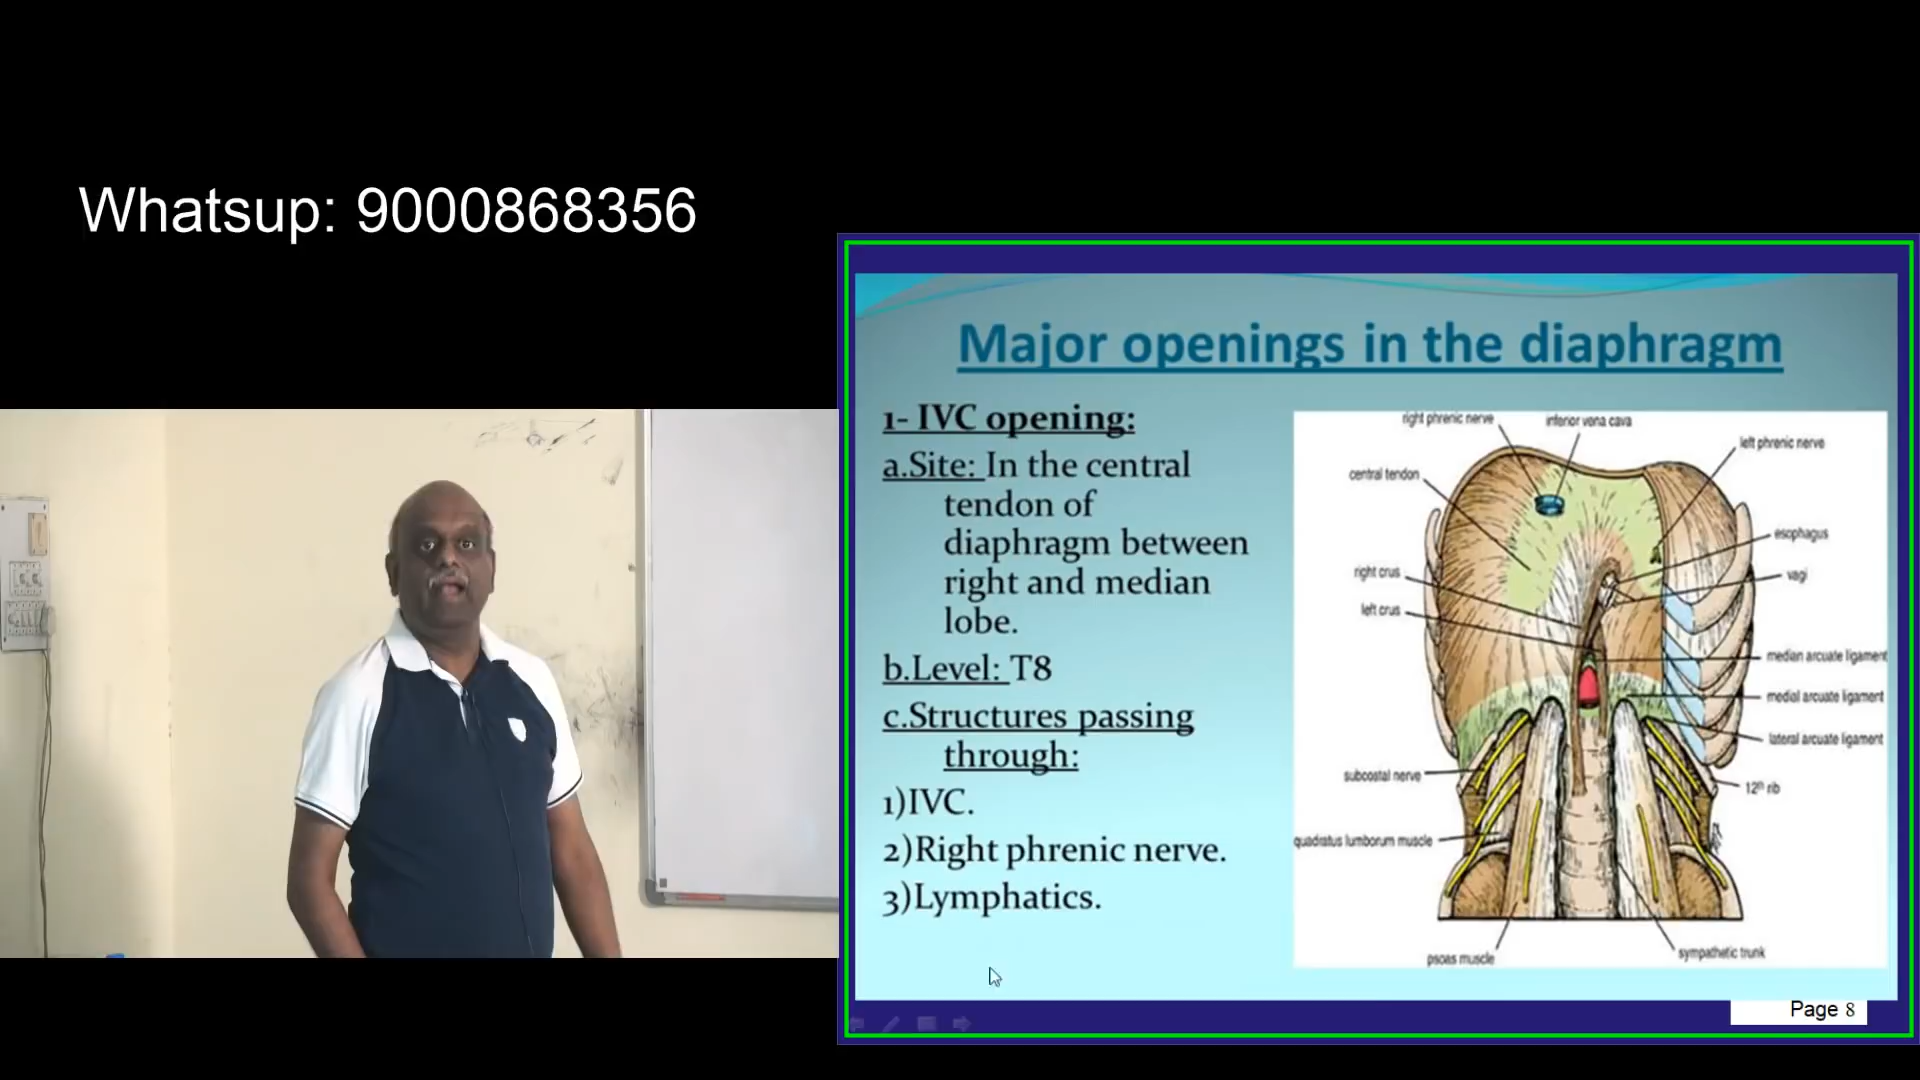 Whatsup: 9000868356
Major openings in the diaphragm
1- IVC opening:
a.Site: In the central
tendon of
diaphragm between
right and median
lobe.
b.Level: T8
c.Structures passing
through:
1)IVC.
2)Right phrenic nerve.
3)Lymphatics.
right phrenic nerve
inferior vena cava
left phrenic nerve
central tendon
esophagus
right crus
vagi
left crus
median arcuate ligament
medial arcuate ligament
lateral arcuate ligament
subcostal nerve
12th rib
quadratus lumborum muscle
psoas muscle
sympathetic trunk
Page 8